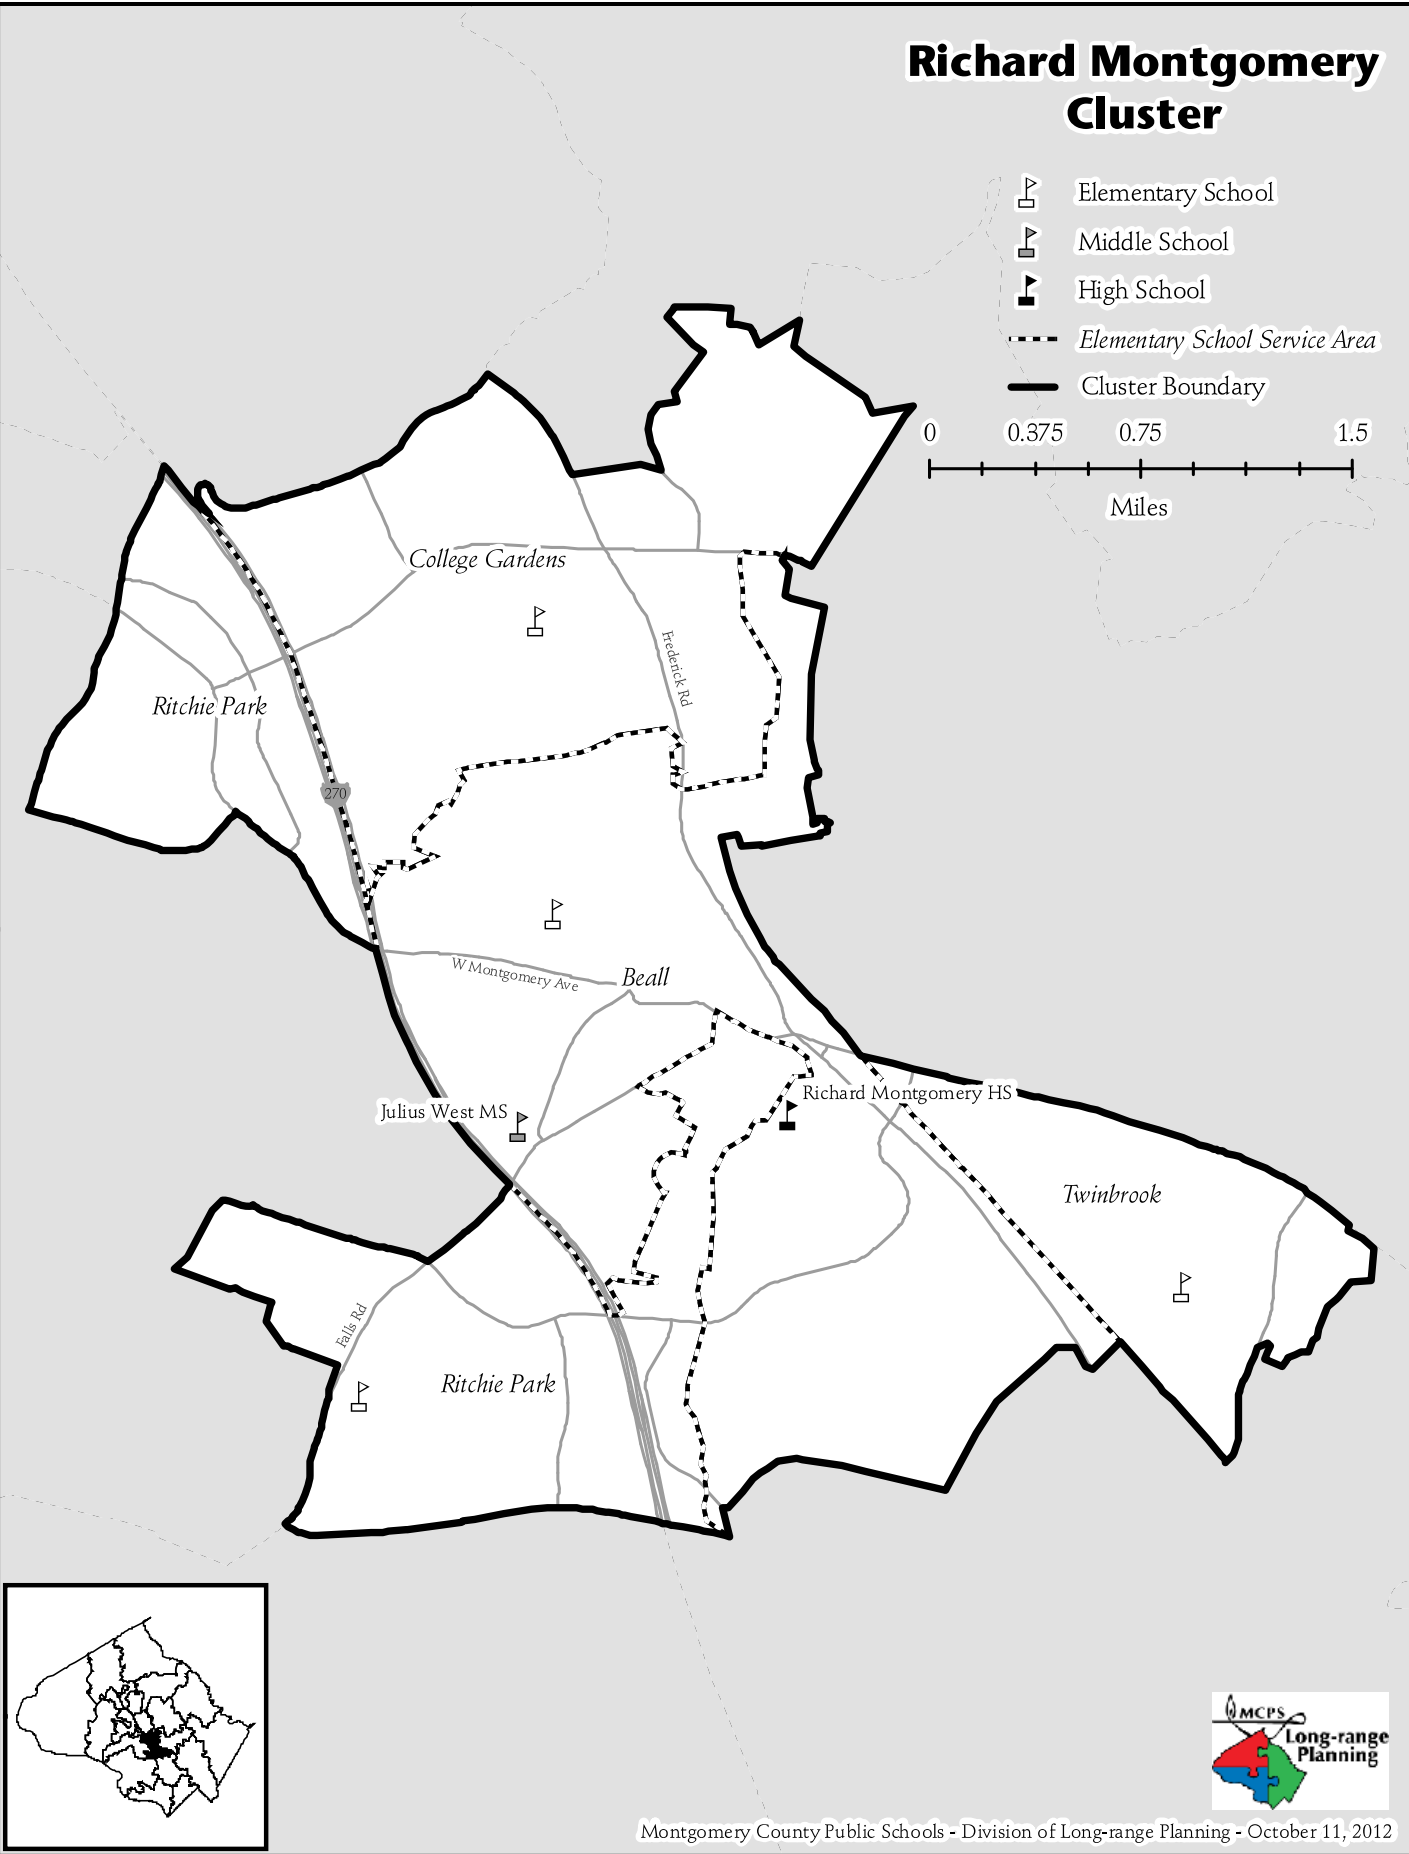 Richard Montgomery
Cluster
Elementary School
Middle School
High School
Elementary School Service Area
Cluster Boundary
0 0.375 0.75 1.5
Miles
College Gardens
Frederick Rd
Ritchie Park
270
W Montgomery Ave
Beall
Richard Montgomery HS
Julius West MS
Twinbrook
Falls Rd
Ritchie Park
MCPS
Long-range
Planning
Montgomery County Public Schools - Division of Long-range Planning - October 11, 2012